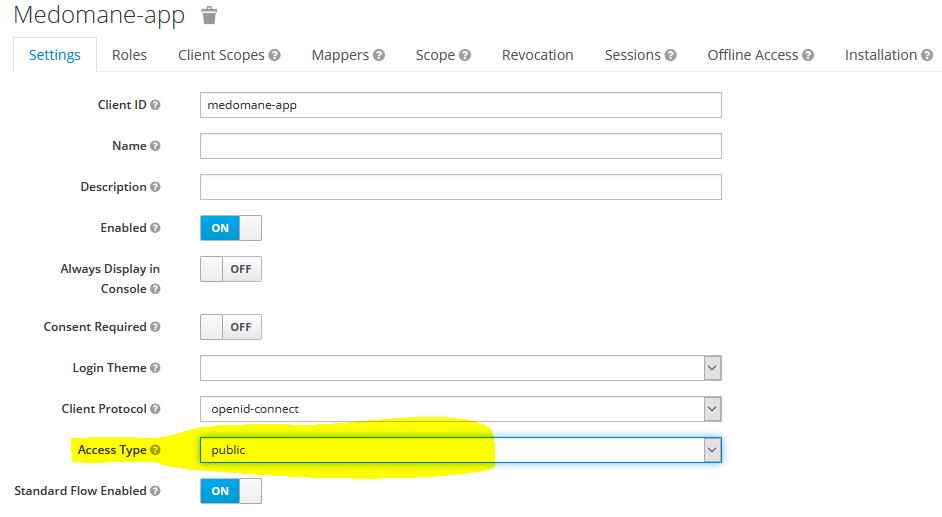 Medomane-app
Settings Roles Client Scopes Mappers Scope Revocation Sessions Offline Access Installation
Client ID medomane-app
Name
Description
Enabled ON
Always Display in
Console OFF
Consent Required OFF
Login Theme
Client Protocol openid-connect
Access Type public
Standard Flow Enabled ON